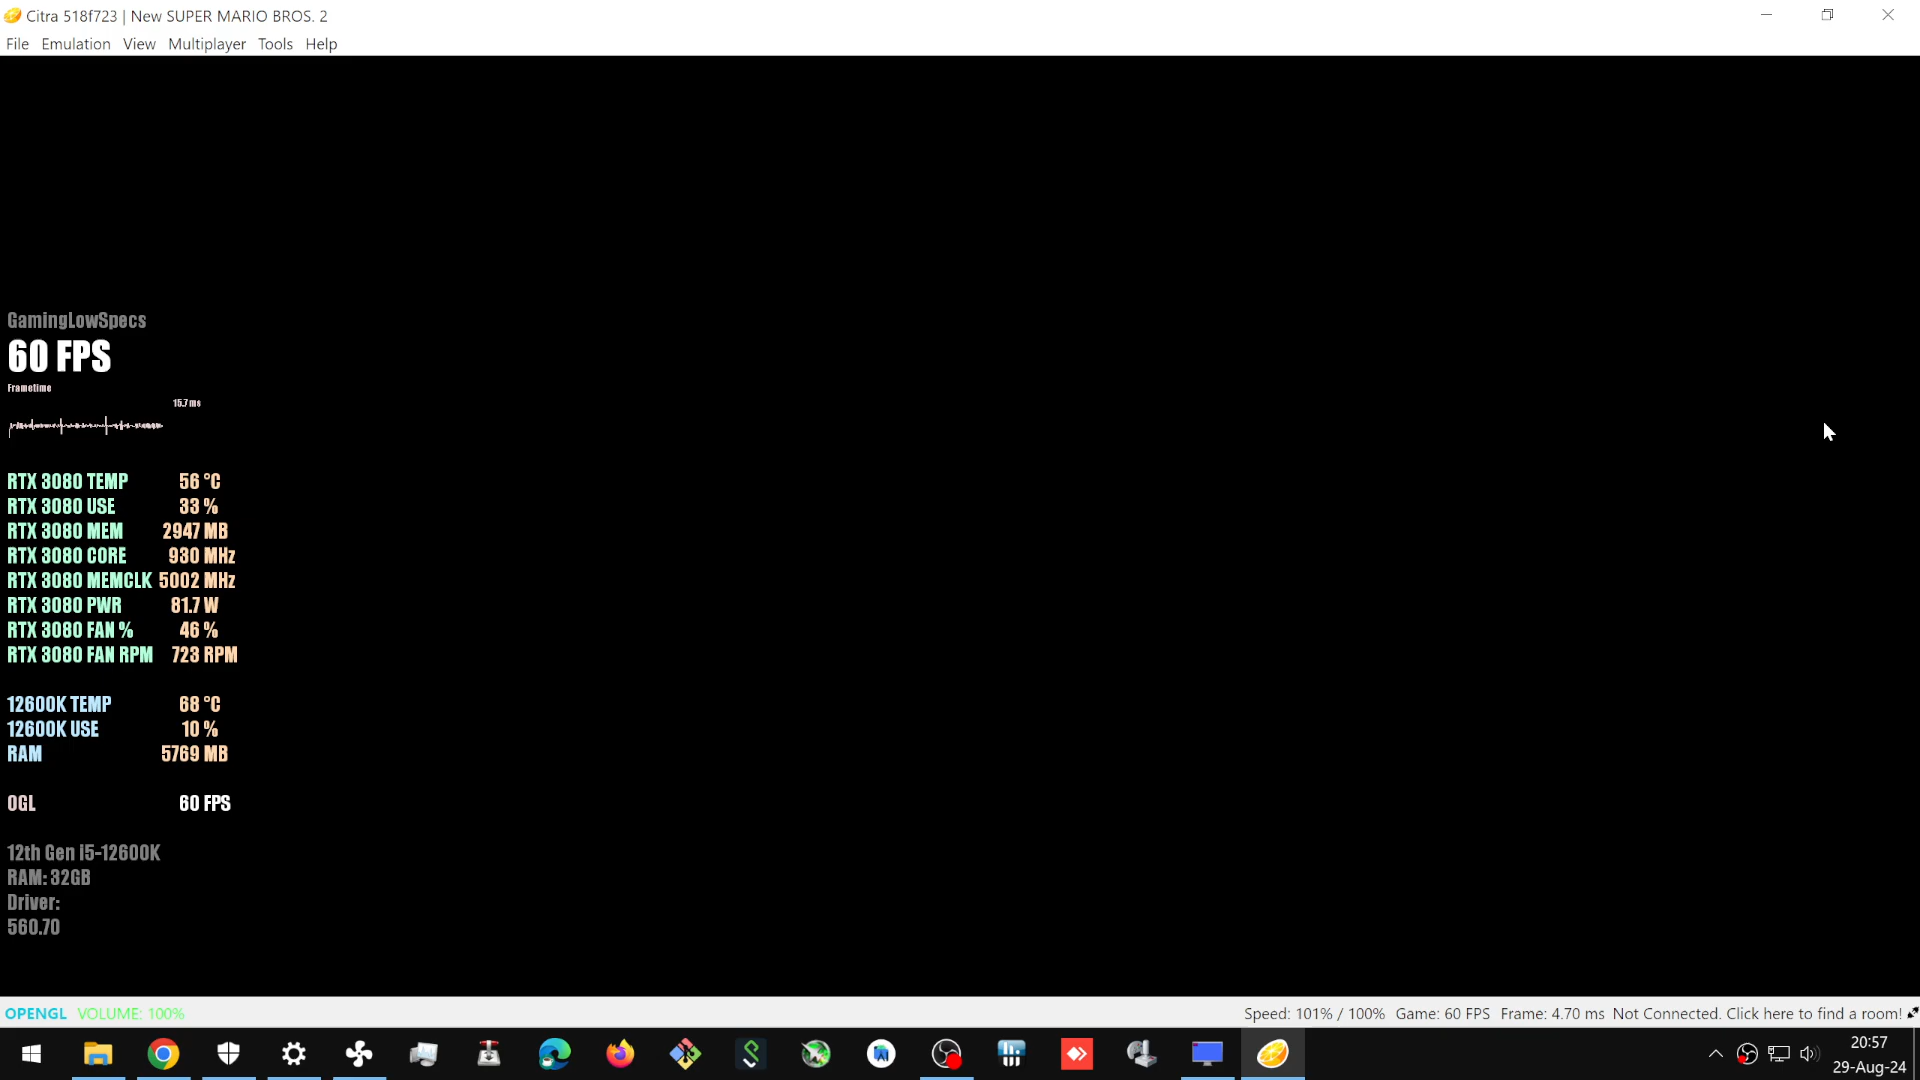 Citra 518f723 | New SUPER MARIO BROS. 2
File Emulation View Multiplayer Tools Help
GamingLowSpecs
60 FPS
Frametime
15.7 ms
RTX 3080 TEMP 56 °C
RTX 3080 USE 33 %
RTX 3080 MEM 2947 MB
RTX 3080 CORE 930 MHz
RTX 3080 MEMCLK 5002 MHz
RTX 3080 PWR 81.7 W
RTX 3080 FAN % 46 %
RTX 3080 FAN RPM 723 RPM
12600K TEMP 68 °C
12600K USE 10 %
RAM 5769 MB
OGL 60 FPS
12th Gen i5-12600K
RAM: 32GB
Driver:
560.70
OPENGL VOLUME: 100% Speed: 101% / 100% Game: 60 FPS Frame: 4.70 ms Not Connected. Click here to find a room!
20:57
29-Aug-24